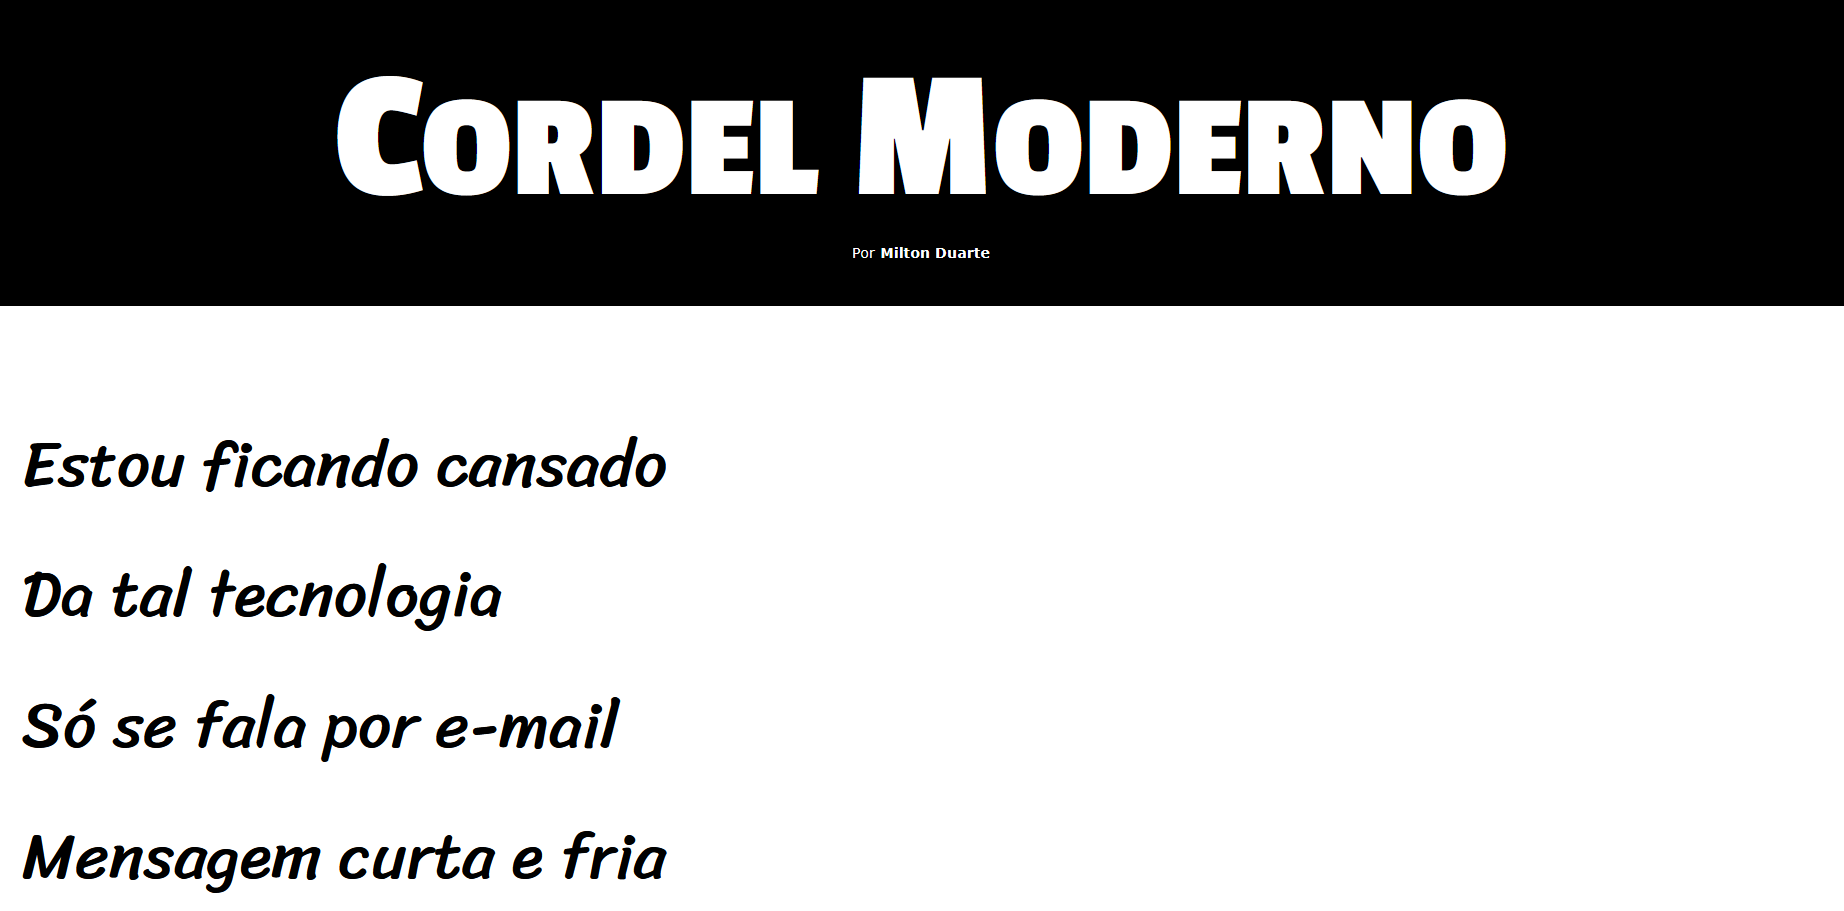 Cordel Moderno
Por Milton Duarte
Estou ficando cansado
Da tal tecnologia
Só se fala por e-mail
Mensagem curta e fria